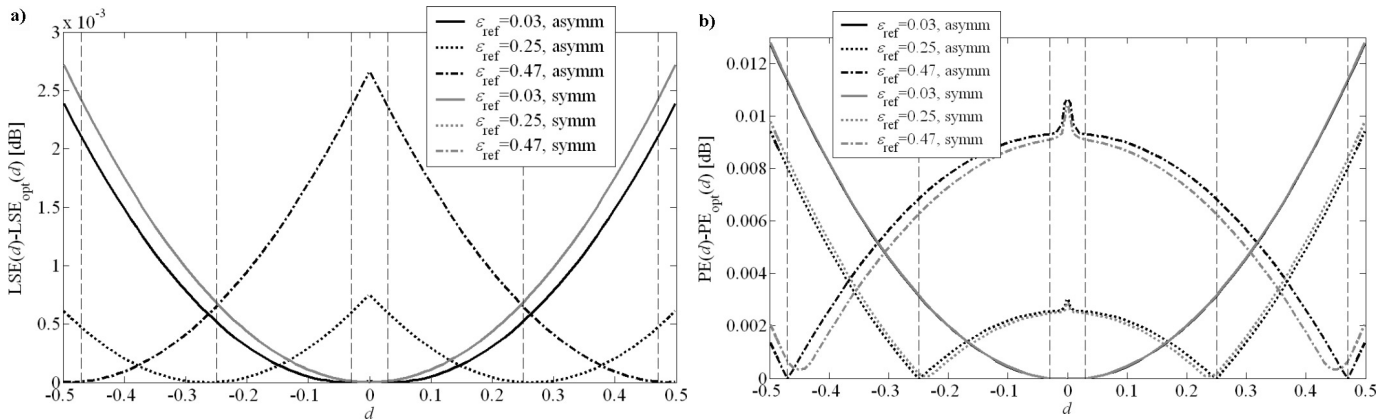 a)
3 x 10⁻³
2.5
2
1.5
1
0.5
0
LSE(d)-LSE_opt(d) [dB]
-0.5 -0.4 -0.3 -0.2 -0.1 0 0.1 0.2 0.3 0.4 0.5
d
ε_ref=0.03, asymm
ε_ref=0.25, asymm
ε_ref=0.47, asymm
ε_ref=0.03, symm
ε_ref=0.25, symm
ε_ref=0.47, symm
b)
0.012
0.01
0.008
0.006
0.004
0.002
0
PE(d)-PE_opt(d) [dB]
-0.5 -0.4 -0.3 -0.2 -0.1 0 0.1 0.2 0.3 0.4 0.5
d
ε_ref=0.03, asymm
ε_ref=0.25, asymm
ε_ref=0.47, asymm
ε_ref=0.03, symm
ε_ref=0.25, symm
ε_ref=0.47, symm